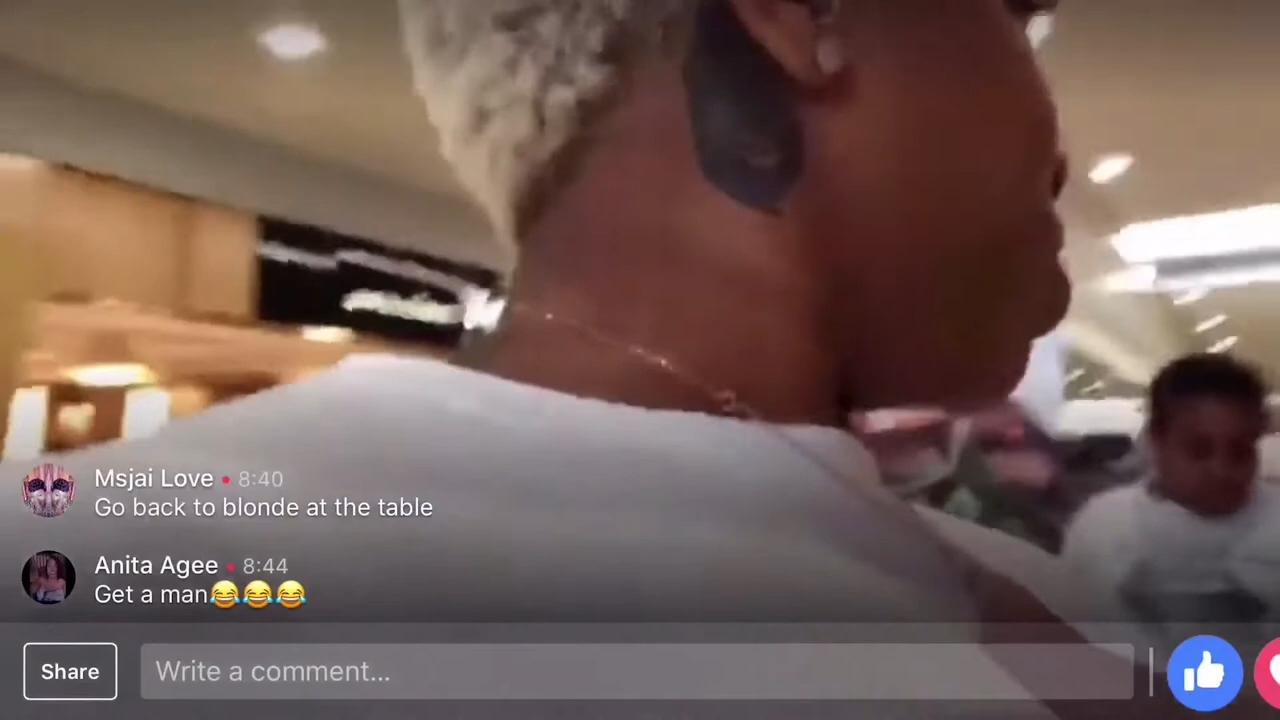 Msjai Love • 8:40
Go back to blonde at the table
Anita Agee • 8:44
Get a man😂😂😂
Share
Write a comment...